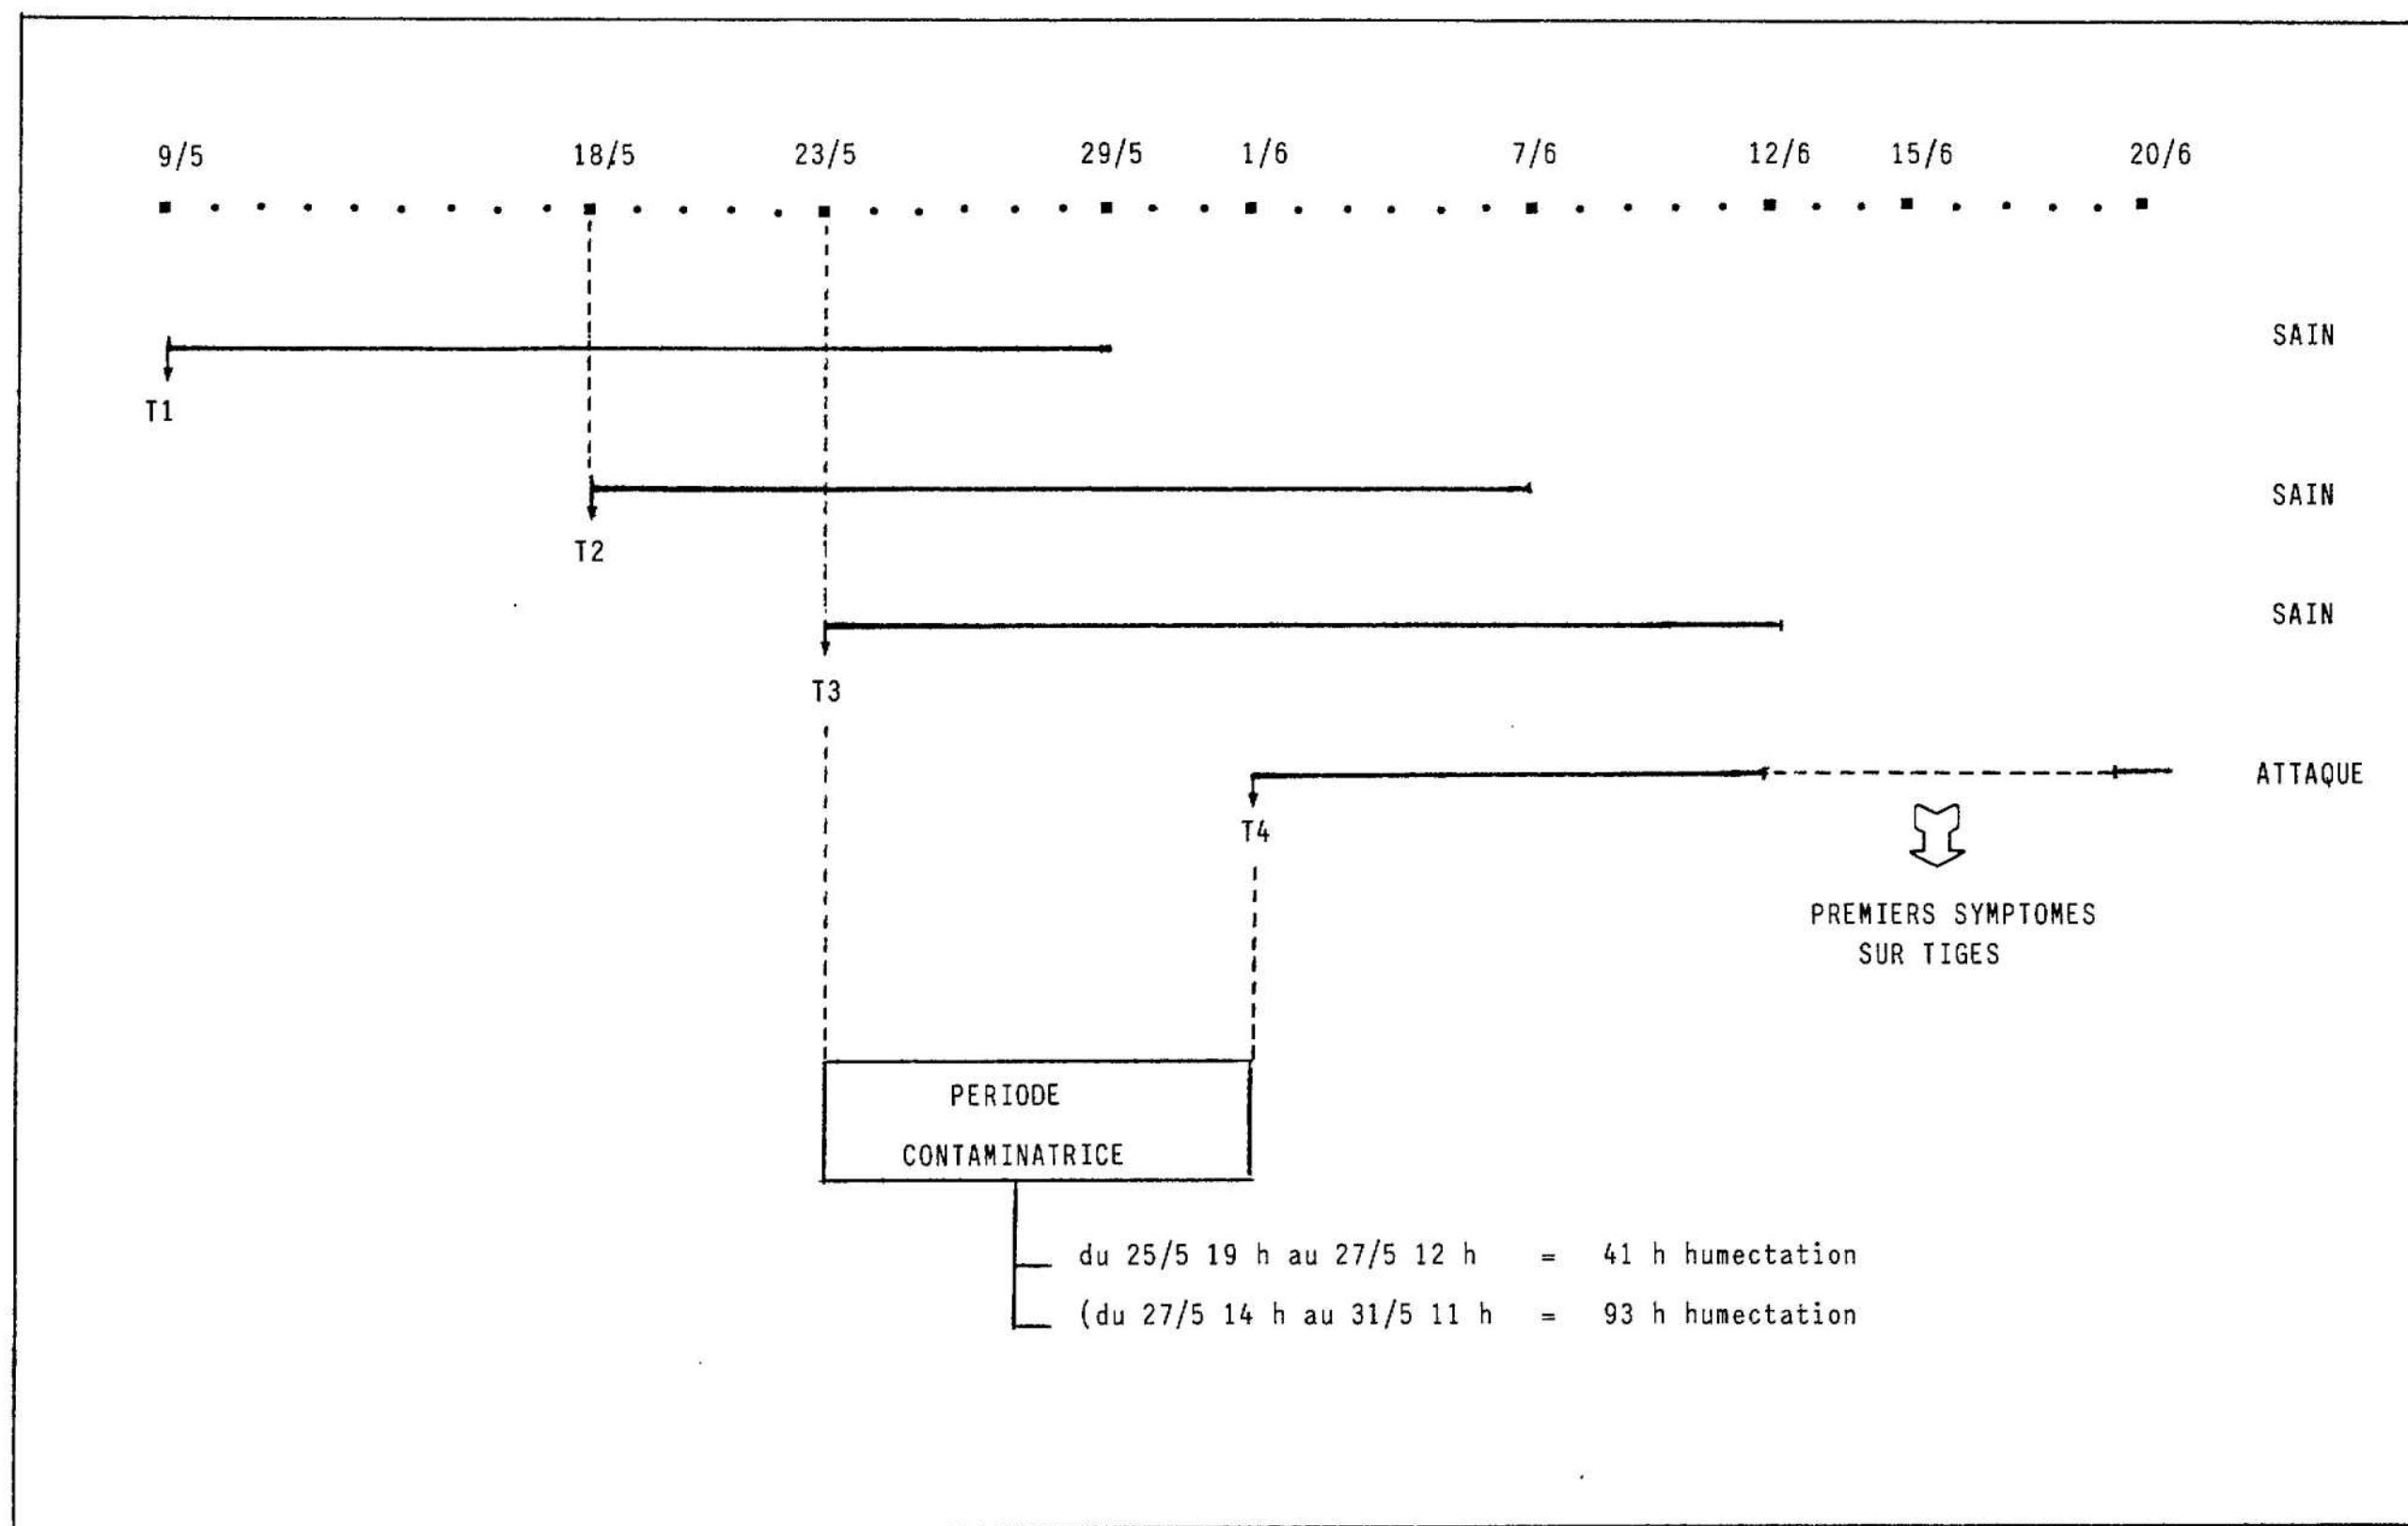 9/5 18/5 23/5 29/5 1/6 7/6 12/6 15/6 20/6
SAIN
T1
SAIN
T2
SAIN
T3
ATTAQUE
T4
PREMIERS SYMPTOMES
SUR TIGES
PERIODE
CONTAMINATRICE
du 25/5 19 h au 27/5 12 h = 41 h humectation
(du 27/5 14 h au 31/5 11 h = 93 h humectation